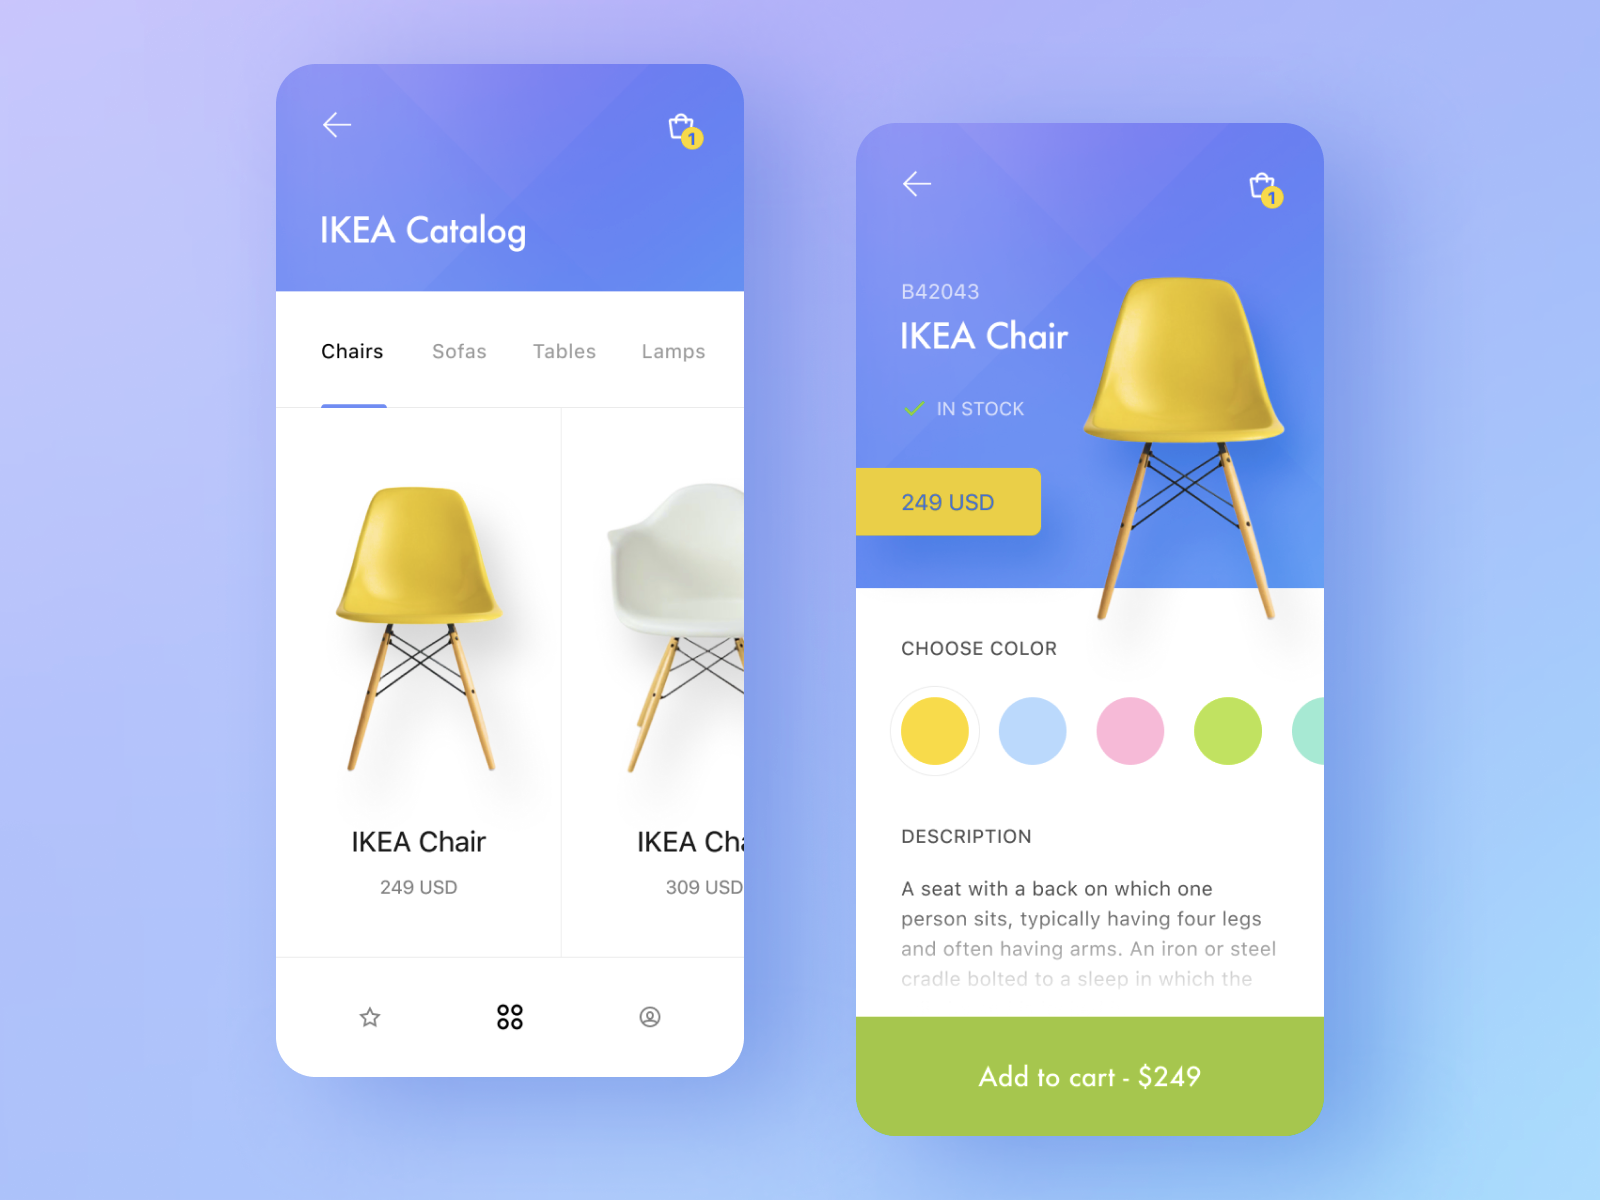 1
IKEA Catalog
Chairs Sofas Tables Lamps
IKEA Chair
249 USD
IKEA Cha
309 USD
1
B42043
IKEA Chair
IN STOCK
249 USD
CHOOSE COLOR
DESCRIPTION
A seat with a back on which one
person sits, typically having four legs
and often having arms. An iron or steel
cradle bolted to a sleep in which the
Add to cart - $249